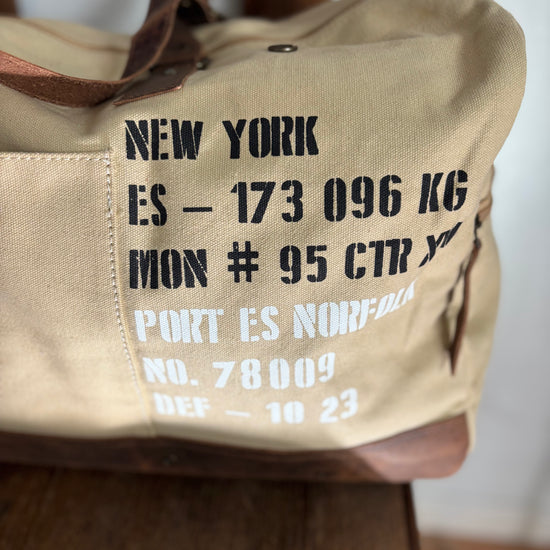 NEW YORK
ES – 173 096 KG
MON # 95 CTR
PORT ES NORFOLK
NO. 78009
DEF – 10 23